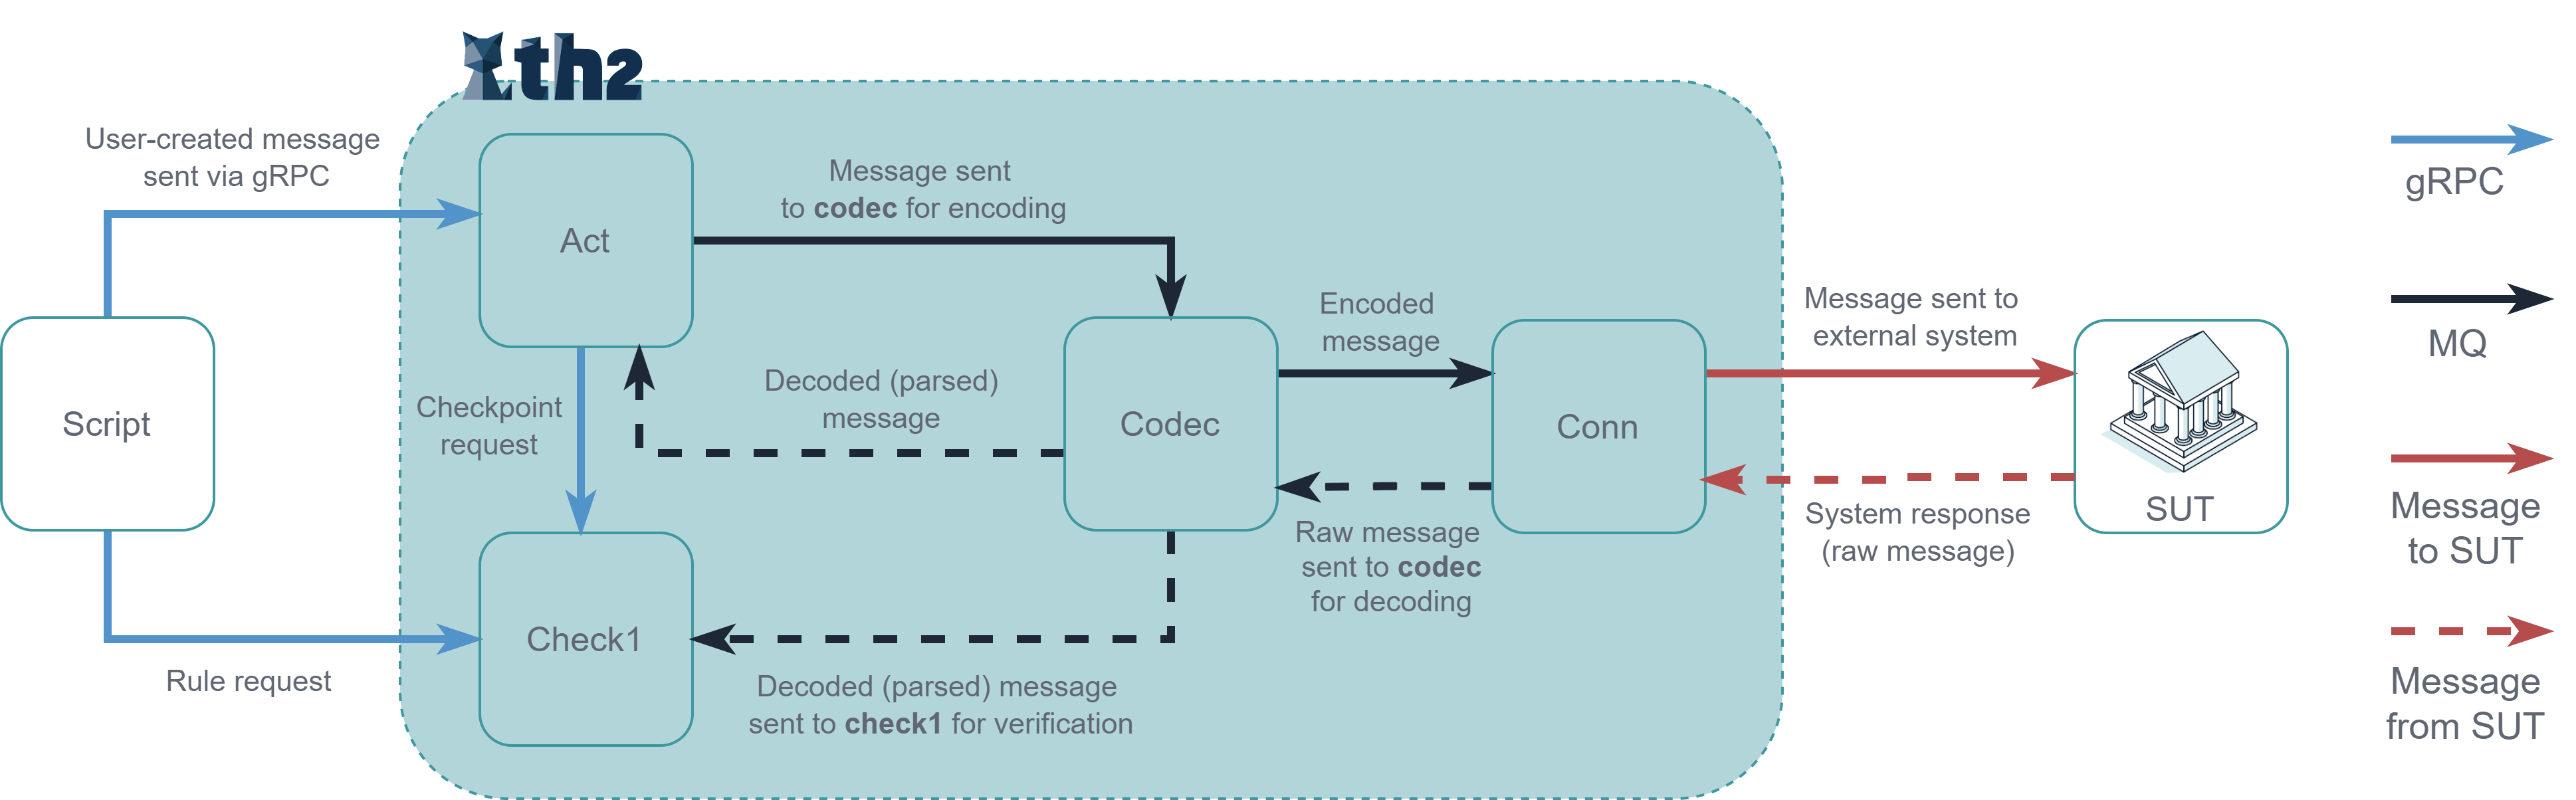 th2
User-created message
sent via gRPC
Script
Rule request
Act
Message sent
to codec for encoding
Checkpoint
request
Decoded (parsed)
message
Check1
Decoded (parsed) message
sent to check1 for verification
Codec
Encoded
message
Raw message
sent to codec
for decoding
Conn
Message sent to
external system
System response
(raw message)
SUT
gRPC
MQ
Message
to SUT
Message
from SUT